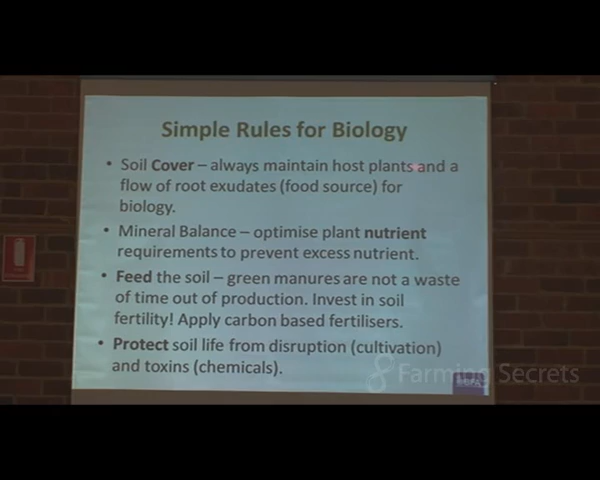 Simple Rules for Biology
• Soil Cover – always maintain host plants and a
flow of root exudates (food source) for
biology.
• Mineral Balance – optimise plant nutrient
requirements to prevent excess nutrient.
• Feed the soil – green manures are not a waste
of time out of production. Invest in soil
fertility! Apply carbon based fertilisers.
• Protect soil life from disruption (cultivation)
and toxins (chemicals).
Farming Secrets